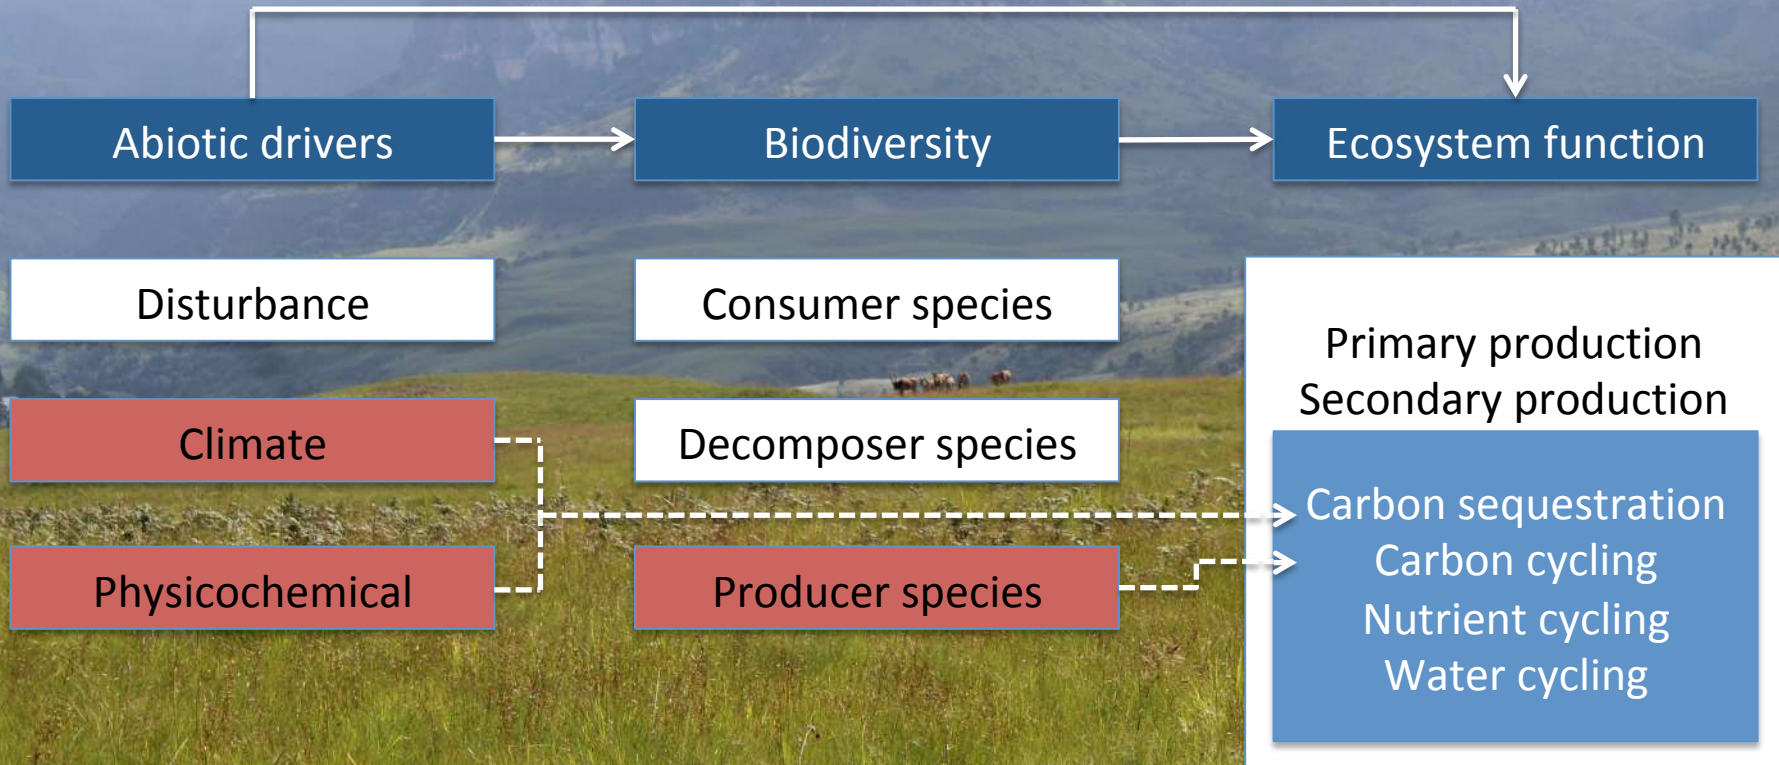 Abiotic drivers
Biodiversity
Ecosystem function
Disturbance
Consumer species
Primary production
Secondary production
Climate
Decomposer species
Carbon sequestration
Carbon cycling
Physicochemical
Producer species
Nutrient cycling
Water cycling